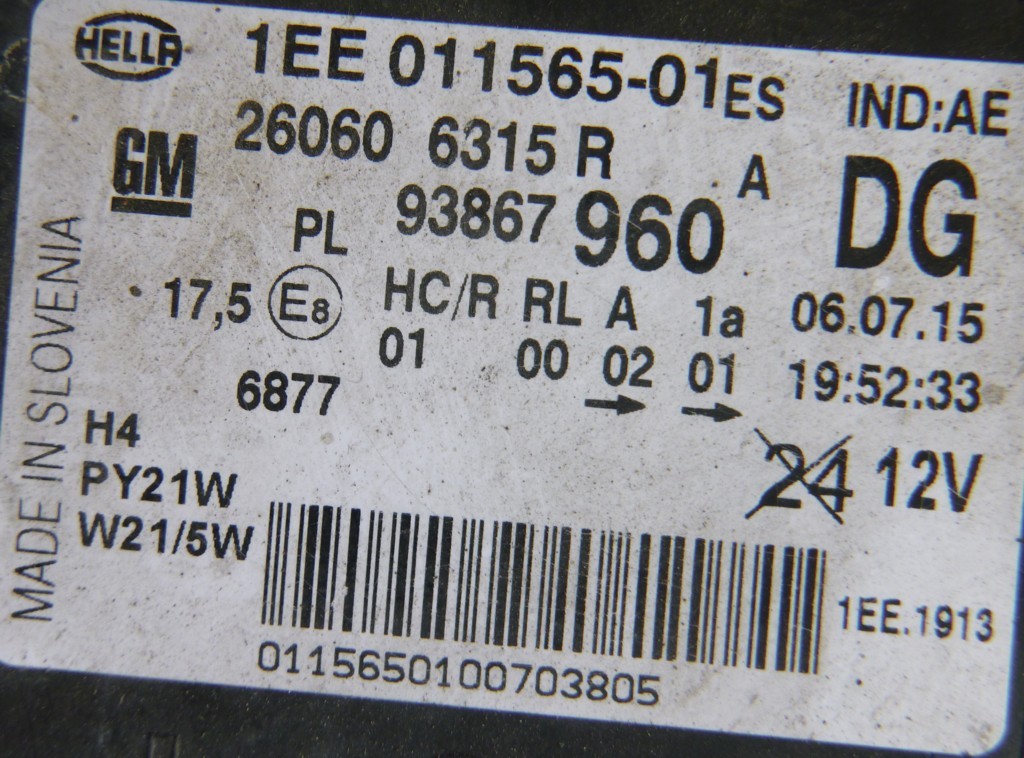 HELLA 1EE 011565-01ES IND:AE
26060 6315 R A DG
GM 93867 960
PL
17,5 E8 HC/R RL A 1a 06.07.15
01 00 02 01 19:52:33
6877 → →
H4 24 12V
PY21W
W21/5W
1EE.1913
0115650100703805
MADE IN SLOVENIA